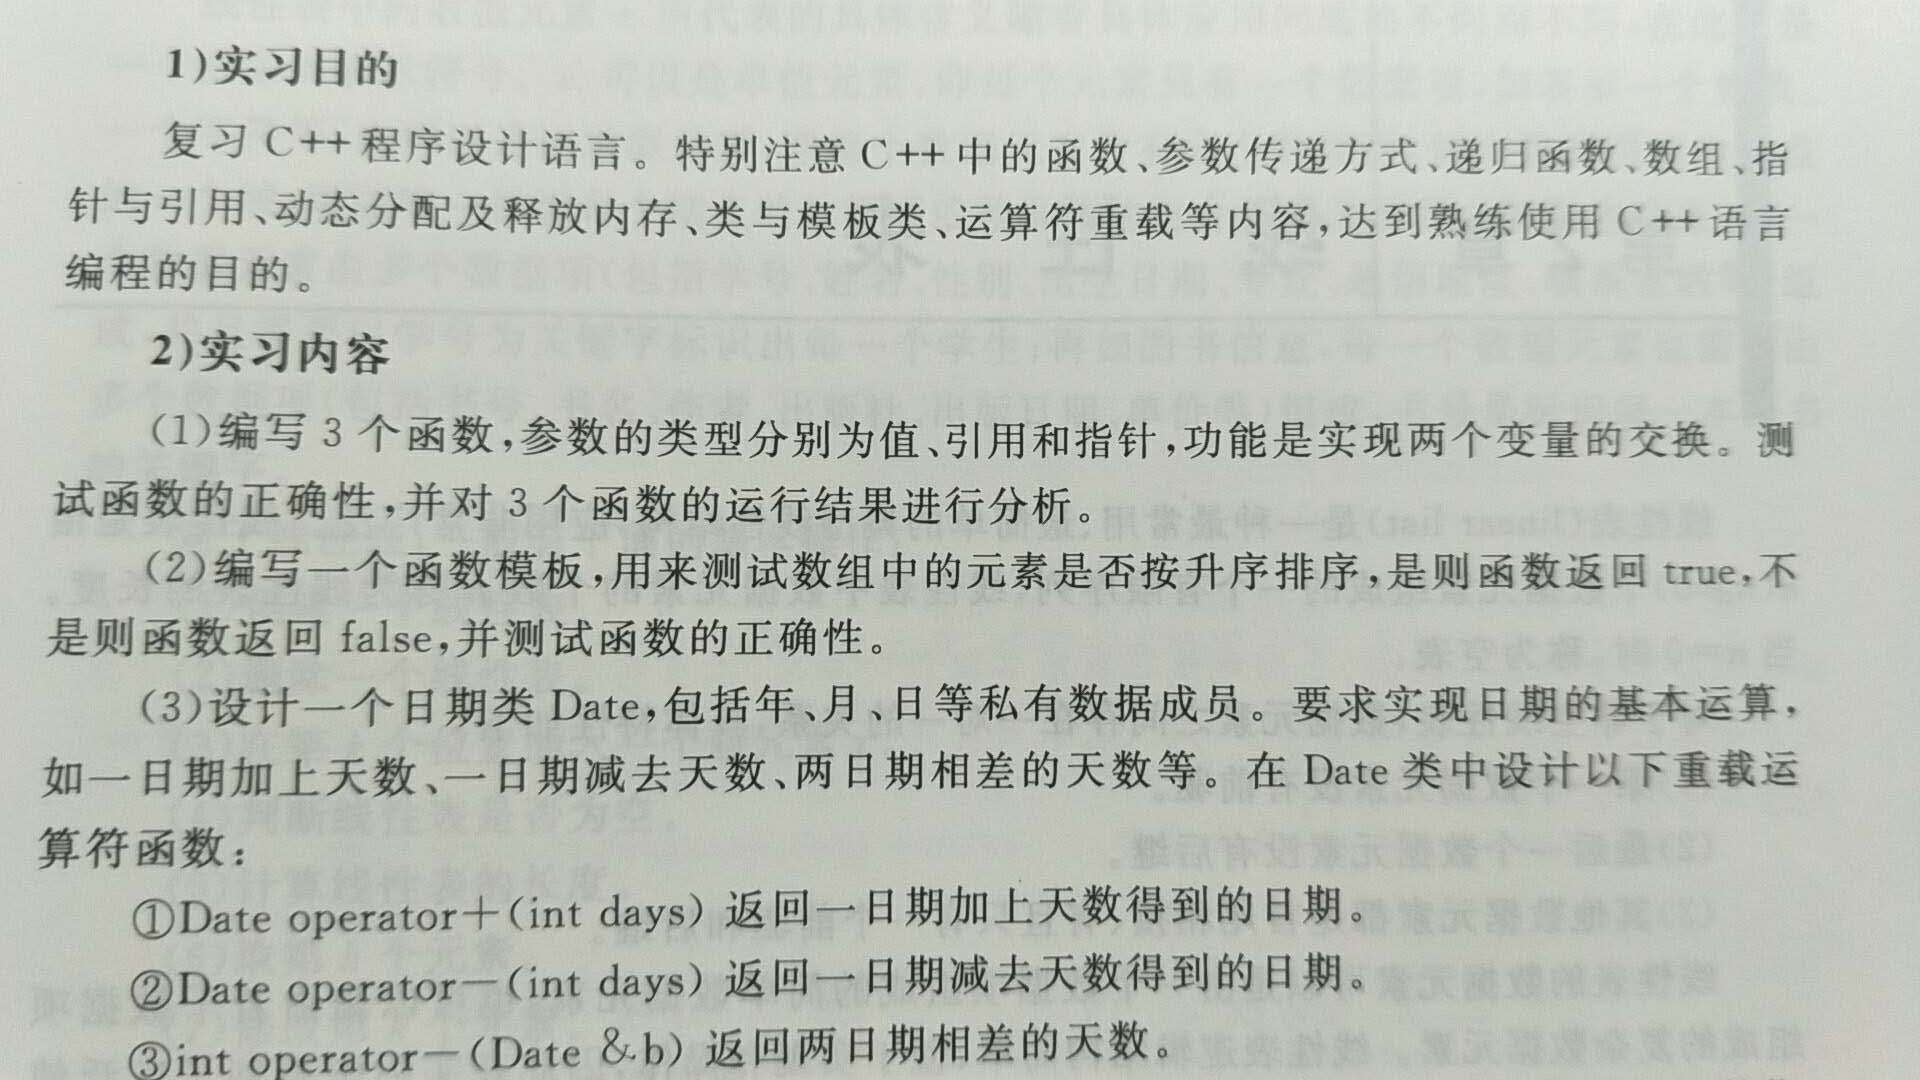 1)实习目的
复习 C++ 程序设计语言。特别注意 C++ 中的函数、参数传递方式、递归函数、数组、指
针与引用、动态分配及释放内存、类与模板类、运算符重载等内容,达到熟练使用 C++ 语言
编程的目的。
2)实习内容
(1)编写 3 个函数,参数的类型分别为值、引用和指针,功能是实现两个变量的交换。测
试函数的正确性,并对 3 个函数的运行结果进行分析。
(2)编写一个函数模板,用来测试数组中的元素是否按升序排序,是则函数返回 true,不
是则函数返回 false,并测试函数的正确性。
(3)设计一个日期类 Date,包括年、月、日等私有数据成员。要求实现日期的基本运算,
如一日期加上天数、一日期减去天数、两日期相差的天数等。在 Date 类中设计以下重载运
算符函数:
①Date operator+(int days) 返回一日期加上天数得到的日期。
②Date operator-(int days) 返回一日期减去天数得到的日期。
③int operator-(Date &b) 返回两日期相差的天数。